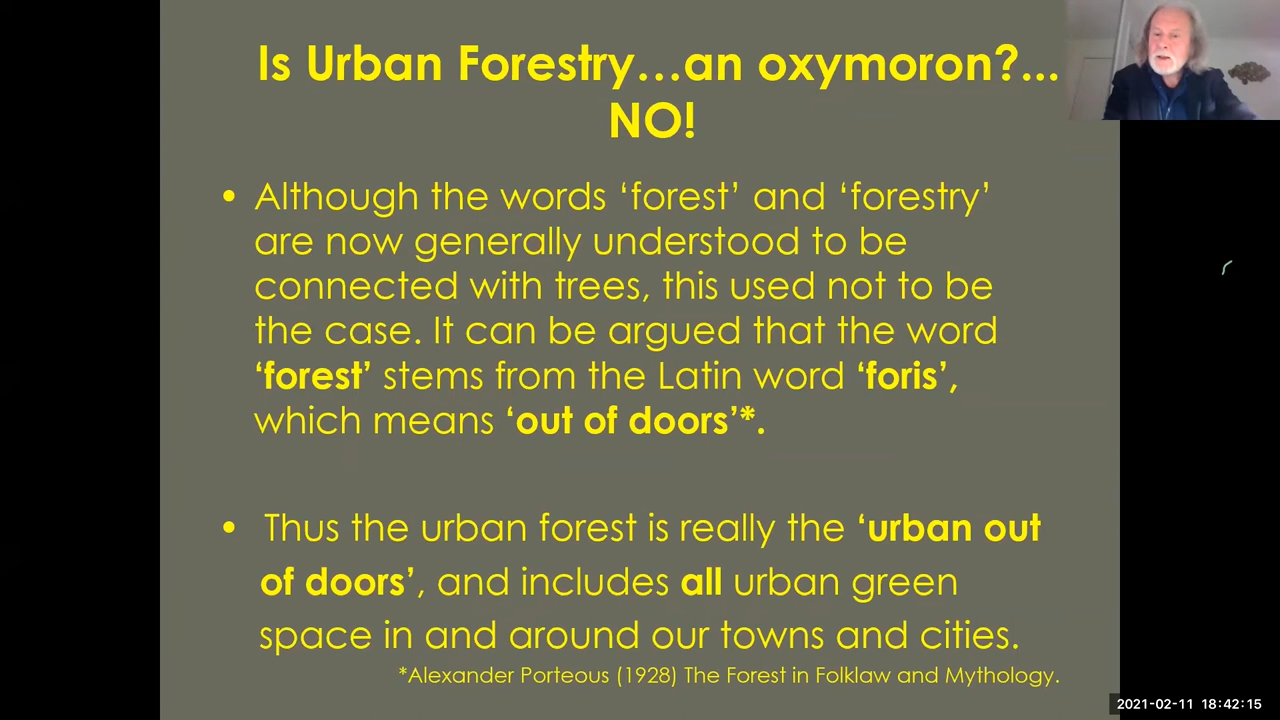 Is Urban Forestry…an oxymoron?...
NO!
• Although the words ‘forest’ and ‘forestry’
are now generally understood to be
connected with trees, this used not to be
the case. It can be argued that the word
‘forest’ stems from the Latin word ‘foris’,
which means ‘out of doors’*.
• Thus the urban forest is really the ‘urban out
of doors’, and includes all urban green
space in and around our towns and cities.
*Alexander Porteous (1928) The Forest in Folklaw and Mythology.
2021-02-11 18:42:15